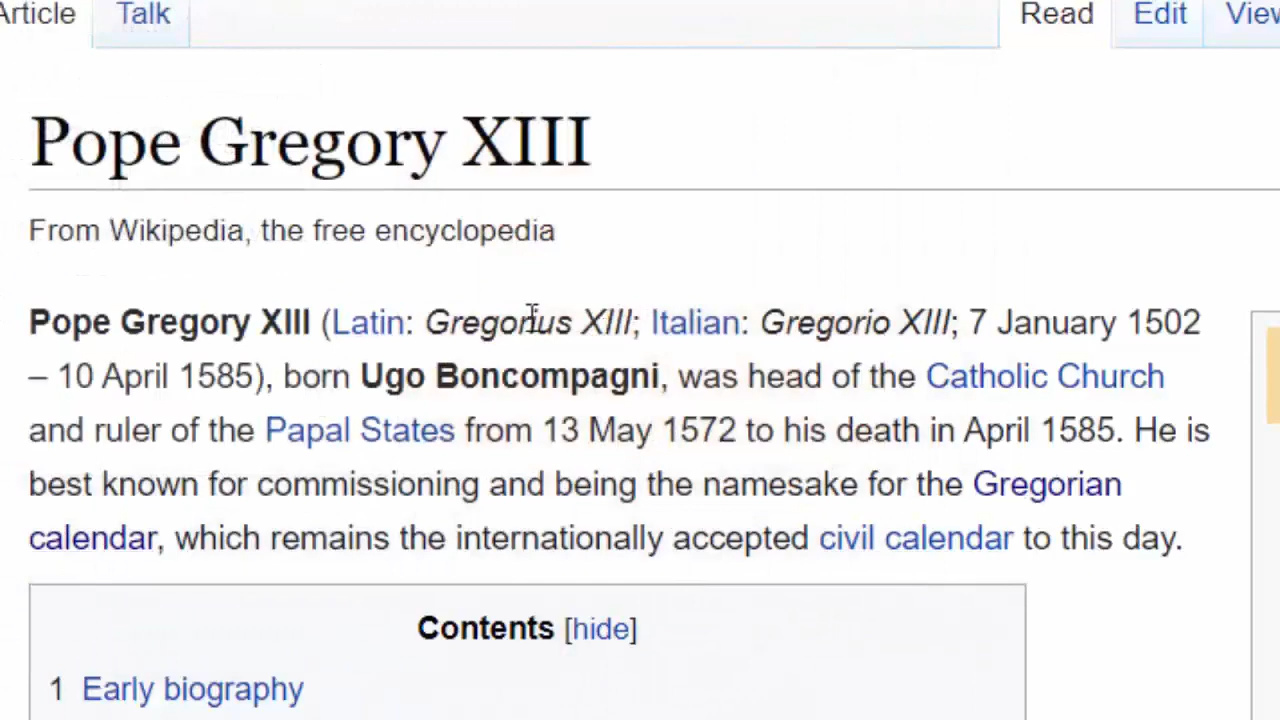 Article Talk Read Edit View
Pope Gregory XIII
From Wikipedia, the free encyclopedia
Pope Gregory XIII (Latin: Gregorius XIII; Italian: Gregorio XIII; 7 January 1502
– 10 April 1585), born Ugo Boncompagni, was head of the Catholic Church
and ruler of the Papal States from 13 May 1572 to his death in April 1585. He is
best known for commissioning and being the namesake for the Gregorian
calendar, which remains the internationally accepted civil calendar to this day.
Contents [hide]
1 Early biography